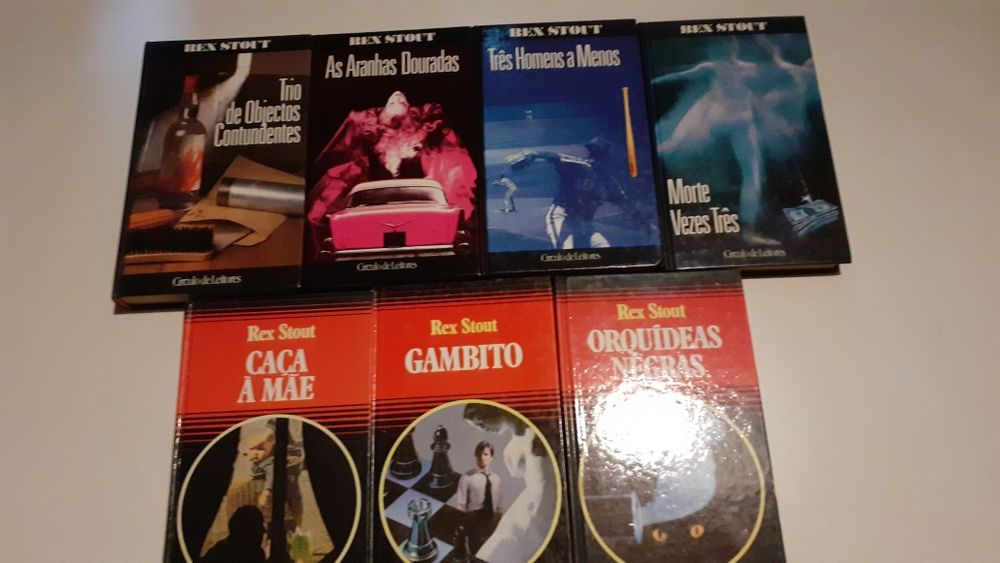 REX STOUT
Trio
de Objectos
Contundentes
Círculo de Leitores
REX STOUT
As Aranhas Douradas
Círculo de Leitores
REX STOUT
Três Homens a Menos
Círculo de Leitores
REX STOUT
Morte
Vezes Três
Círculo de Leitores
Rex Stout
CAÇA
À MÃE
Rex Stout
GAMBITO
Rex Stout
ORQUÍDEAS
NEGRAS